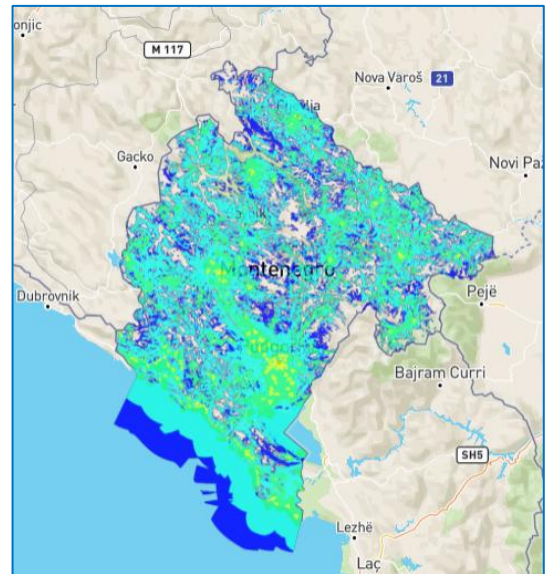 onjic
M 117
Nova Varoš
21
Gacko
Novi Paz
Montenegro
Dubrovnik
Pejë
Bajram Curri
SH5
Lezhë
Laç